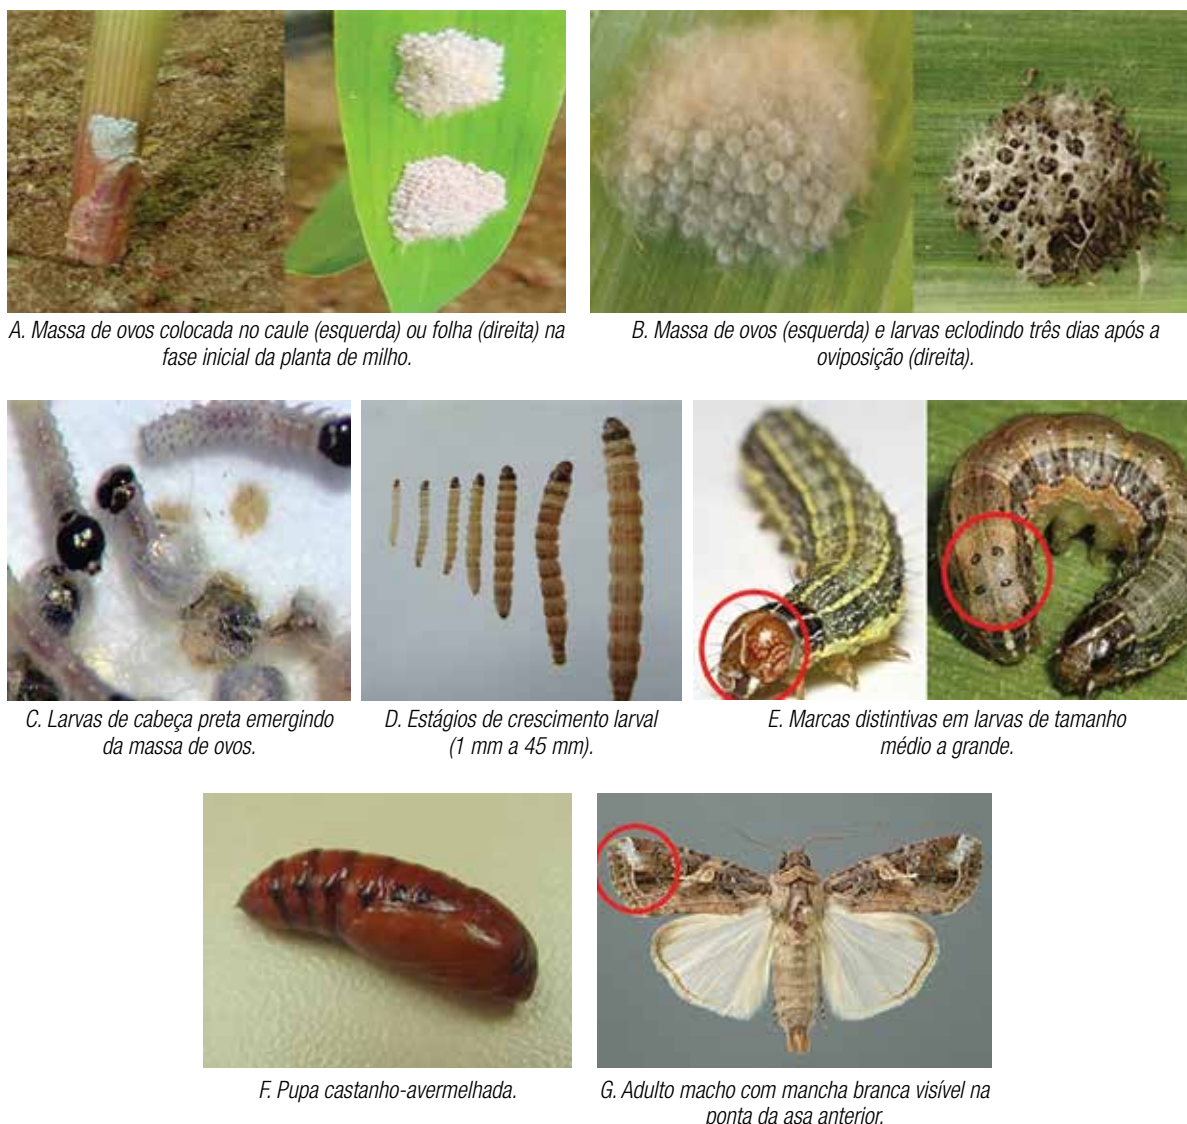 A. Massa de ovos colocada no caule (esquerda) ou folha (direita) na
fase inicial da planta de milho.
B. Massa de ovos (esquerda) e larvas eclodindo três dias após a
oviposição (direita).
C. Larvas de cabeça preta emergindo
da massa de ovos.
D. Estágios de crescimento larval
(1 mm a 45 mm).
E. Marcas distintivas em larvas de tamanho
médio a grande.
F. Pupa castanho-avermelhada.
G. Adulto macho com mancha branca visível na
ponta da asa anterior.